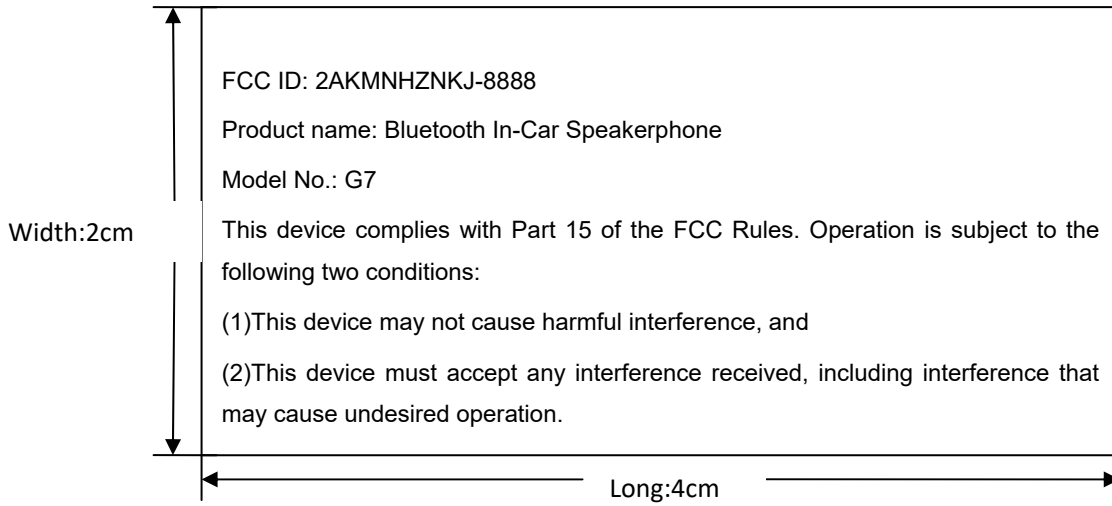 FCC ID: 2AKMNHZNKJ-8888
Product name: Bluetooth In-Car Speakerphone
Model No.: G7
Width:2cm
This device complies with Part 15 of the FCC Rules. Operation is subject to the
following two conditions:
(1)This device may not cause harmful interference, and
(2)This device must accept any interference received, including interference that
may cause undesired operation.
Long:4cm